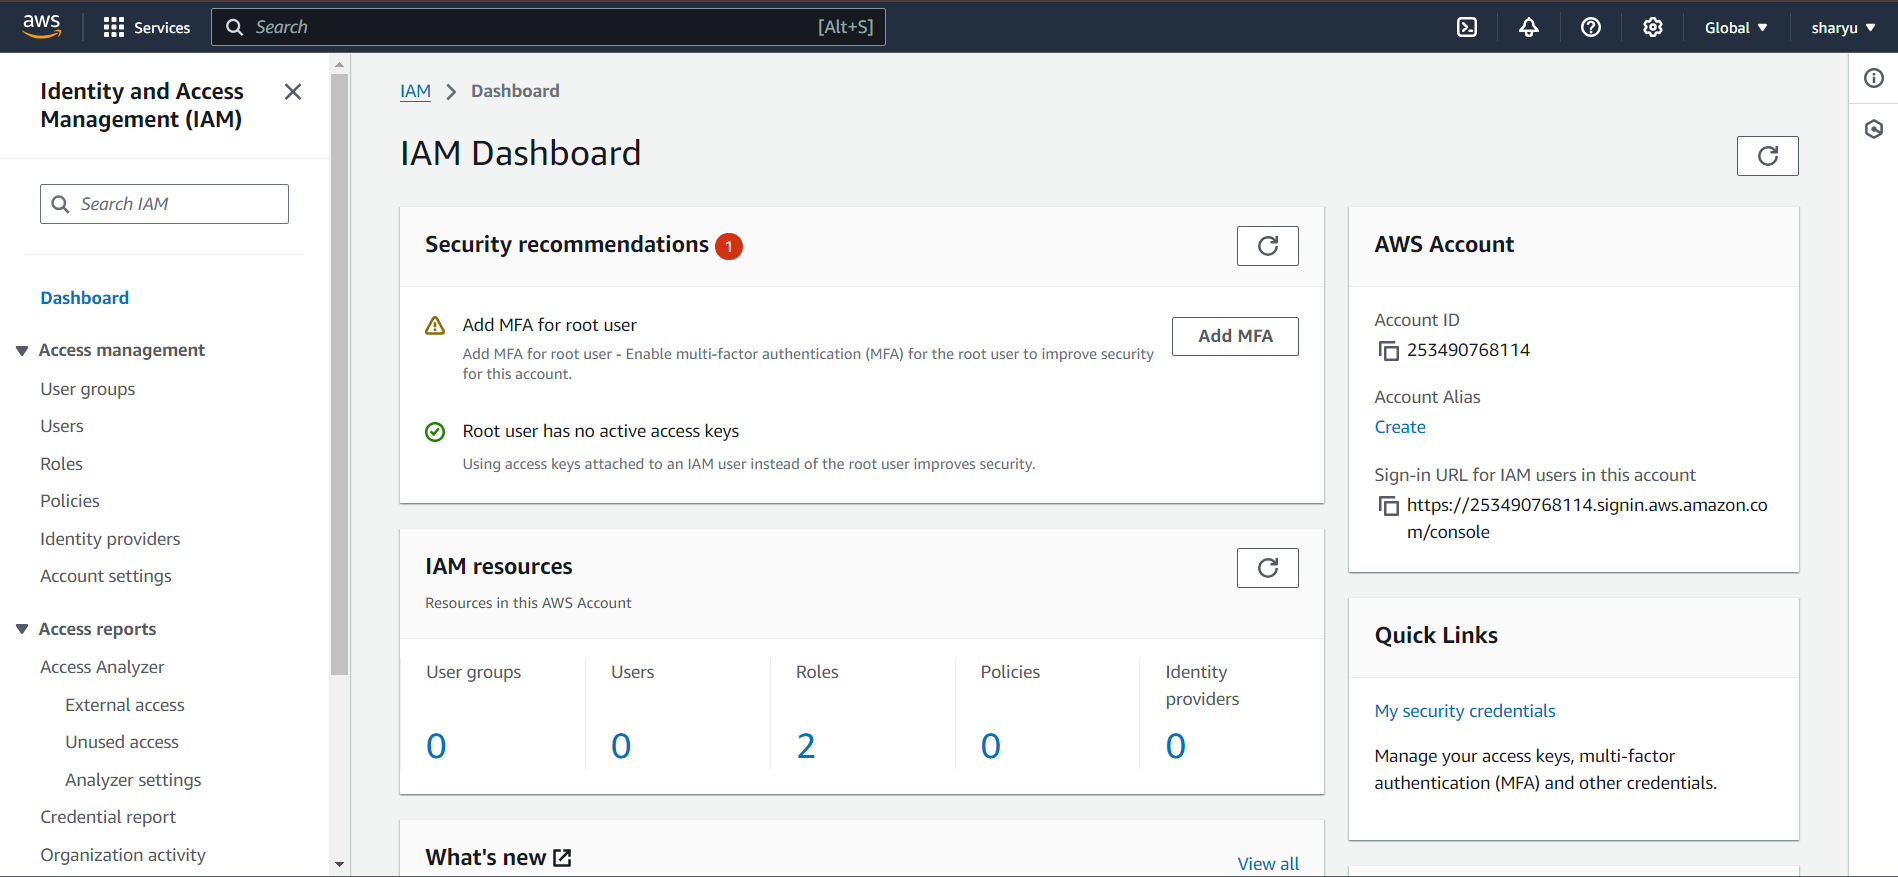 aws
Services
Search
[Alt+S]
Global
sharyu
Identity and Access
Management (IAM)
Search IAM
Dashboard
Access management
User groups
Users
Roles
Policies
Identity providers
Account settings
Access reports
Access Analyzer
External access
Unused access
Analyzer settings
Credential report
Organization activity
IAM
Dashboard
IAM Dashboard
Security recommendations 1
Add MFA for root user
Add MFA for root user - Enable multi-factor authentication (MFA) for the root user to improve security
for this account.
Add MFA
Root user has no active access keys
Using access keys attached to an IAM user instead of the root user improves security.
IAM resources
Resources in this AWS Account
User groups
0
Users
0
Roles
2
Policies
0
Identity
providers
0
What's new
View all
AWS Account
Account ID
253490768114
Account Alias
Create
Sign-in URL for IAM users in this account
https://253490768114.signin.aws.amazon.co
m/console
Quick Links
My security credentials
Manage your access keys, multi-factor
authentication (MFA) and other credentials.